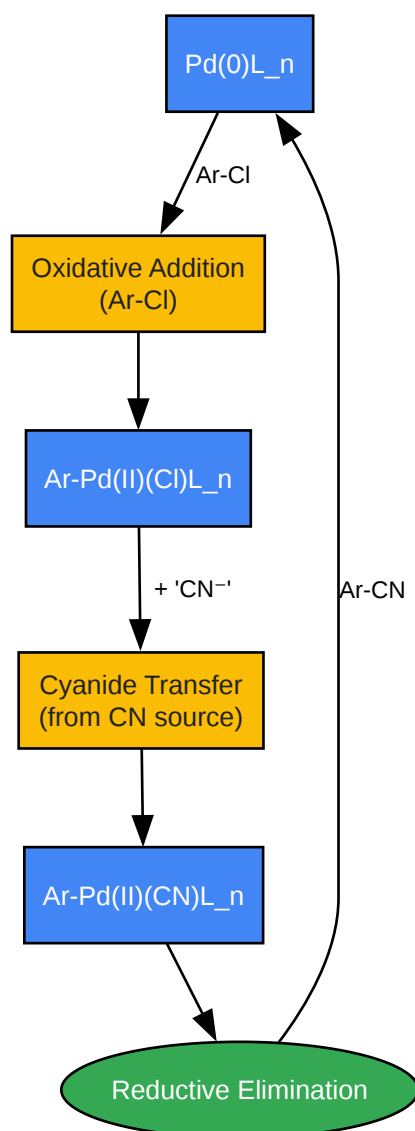 Pd(0)L_n
Ar-Cl
Oxidative Addition
(Ar-Cl)
Ar-Pd(II)(Cl)L_n
+ 'CN⁻'
Ar-CN
Cyanide Transfer
(from CN source)
Ar-Pd(II)(CN)L_n
Reductive Elimination